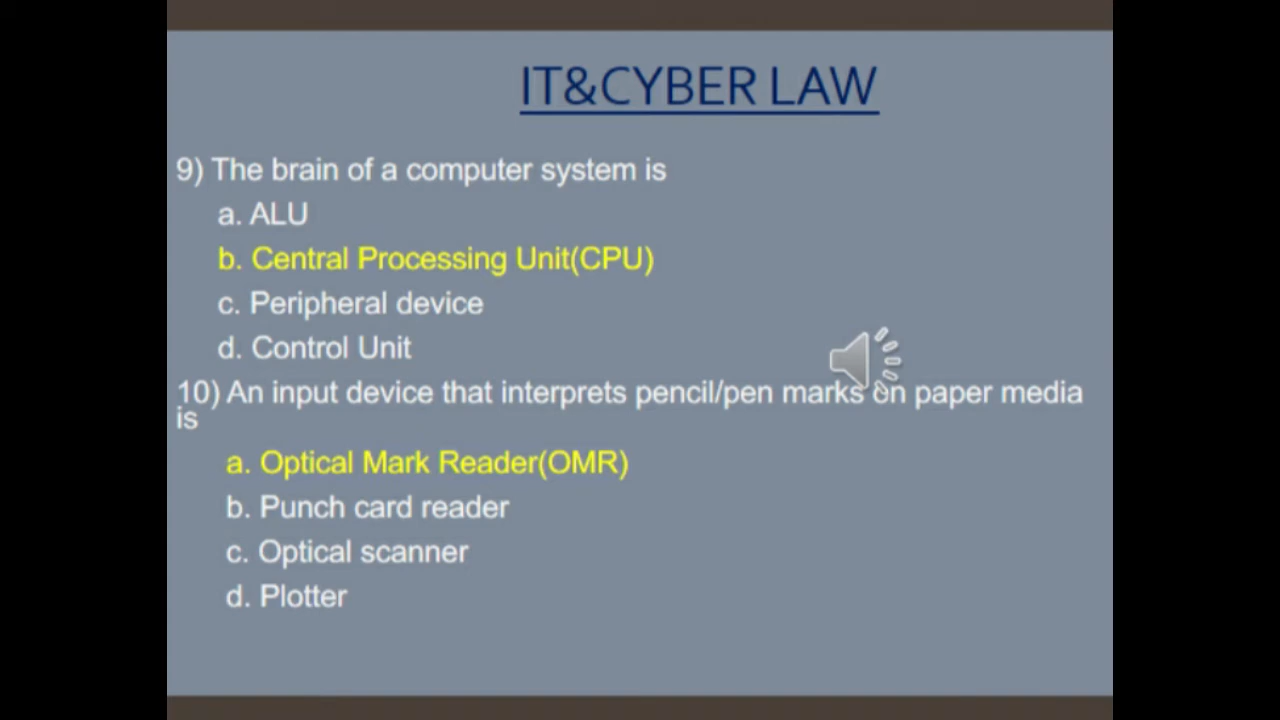 IT&CYBER LAW
9) The brain of a computer system is
a. ALU
b. Central Processing Unit(CPU)
c. Peripheral device
d. Control Unit
10) An input device that interprets pencil/pen marks on paper media
is
a. Optical Mark Reader(OMR)
b. Punch card reader
c. Optical scanner
d. Plotter